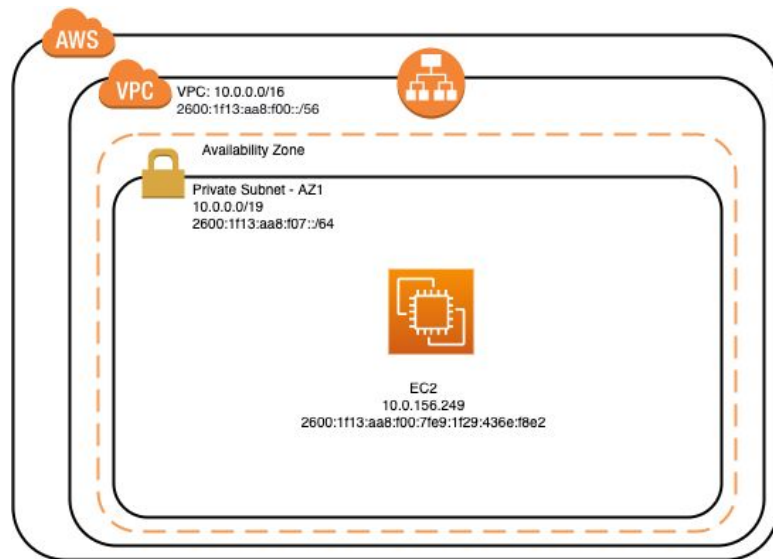 AWS
VPC
VPC: 10.0.0.0/16
2600:1f13:aa8:f00::/56
Availability Zone
Private Subnet - AZ1
10.0.0.0/19
2600:1f13:aa8:f07::/64
EC2
10.0.156.249
2600:1f13:aa8:f00:7fe9:1f29:436e:f8e2